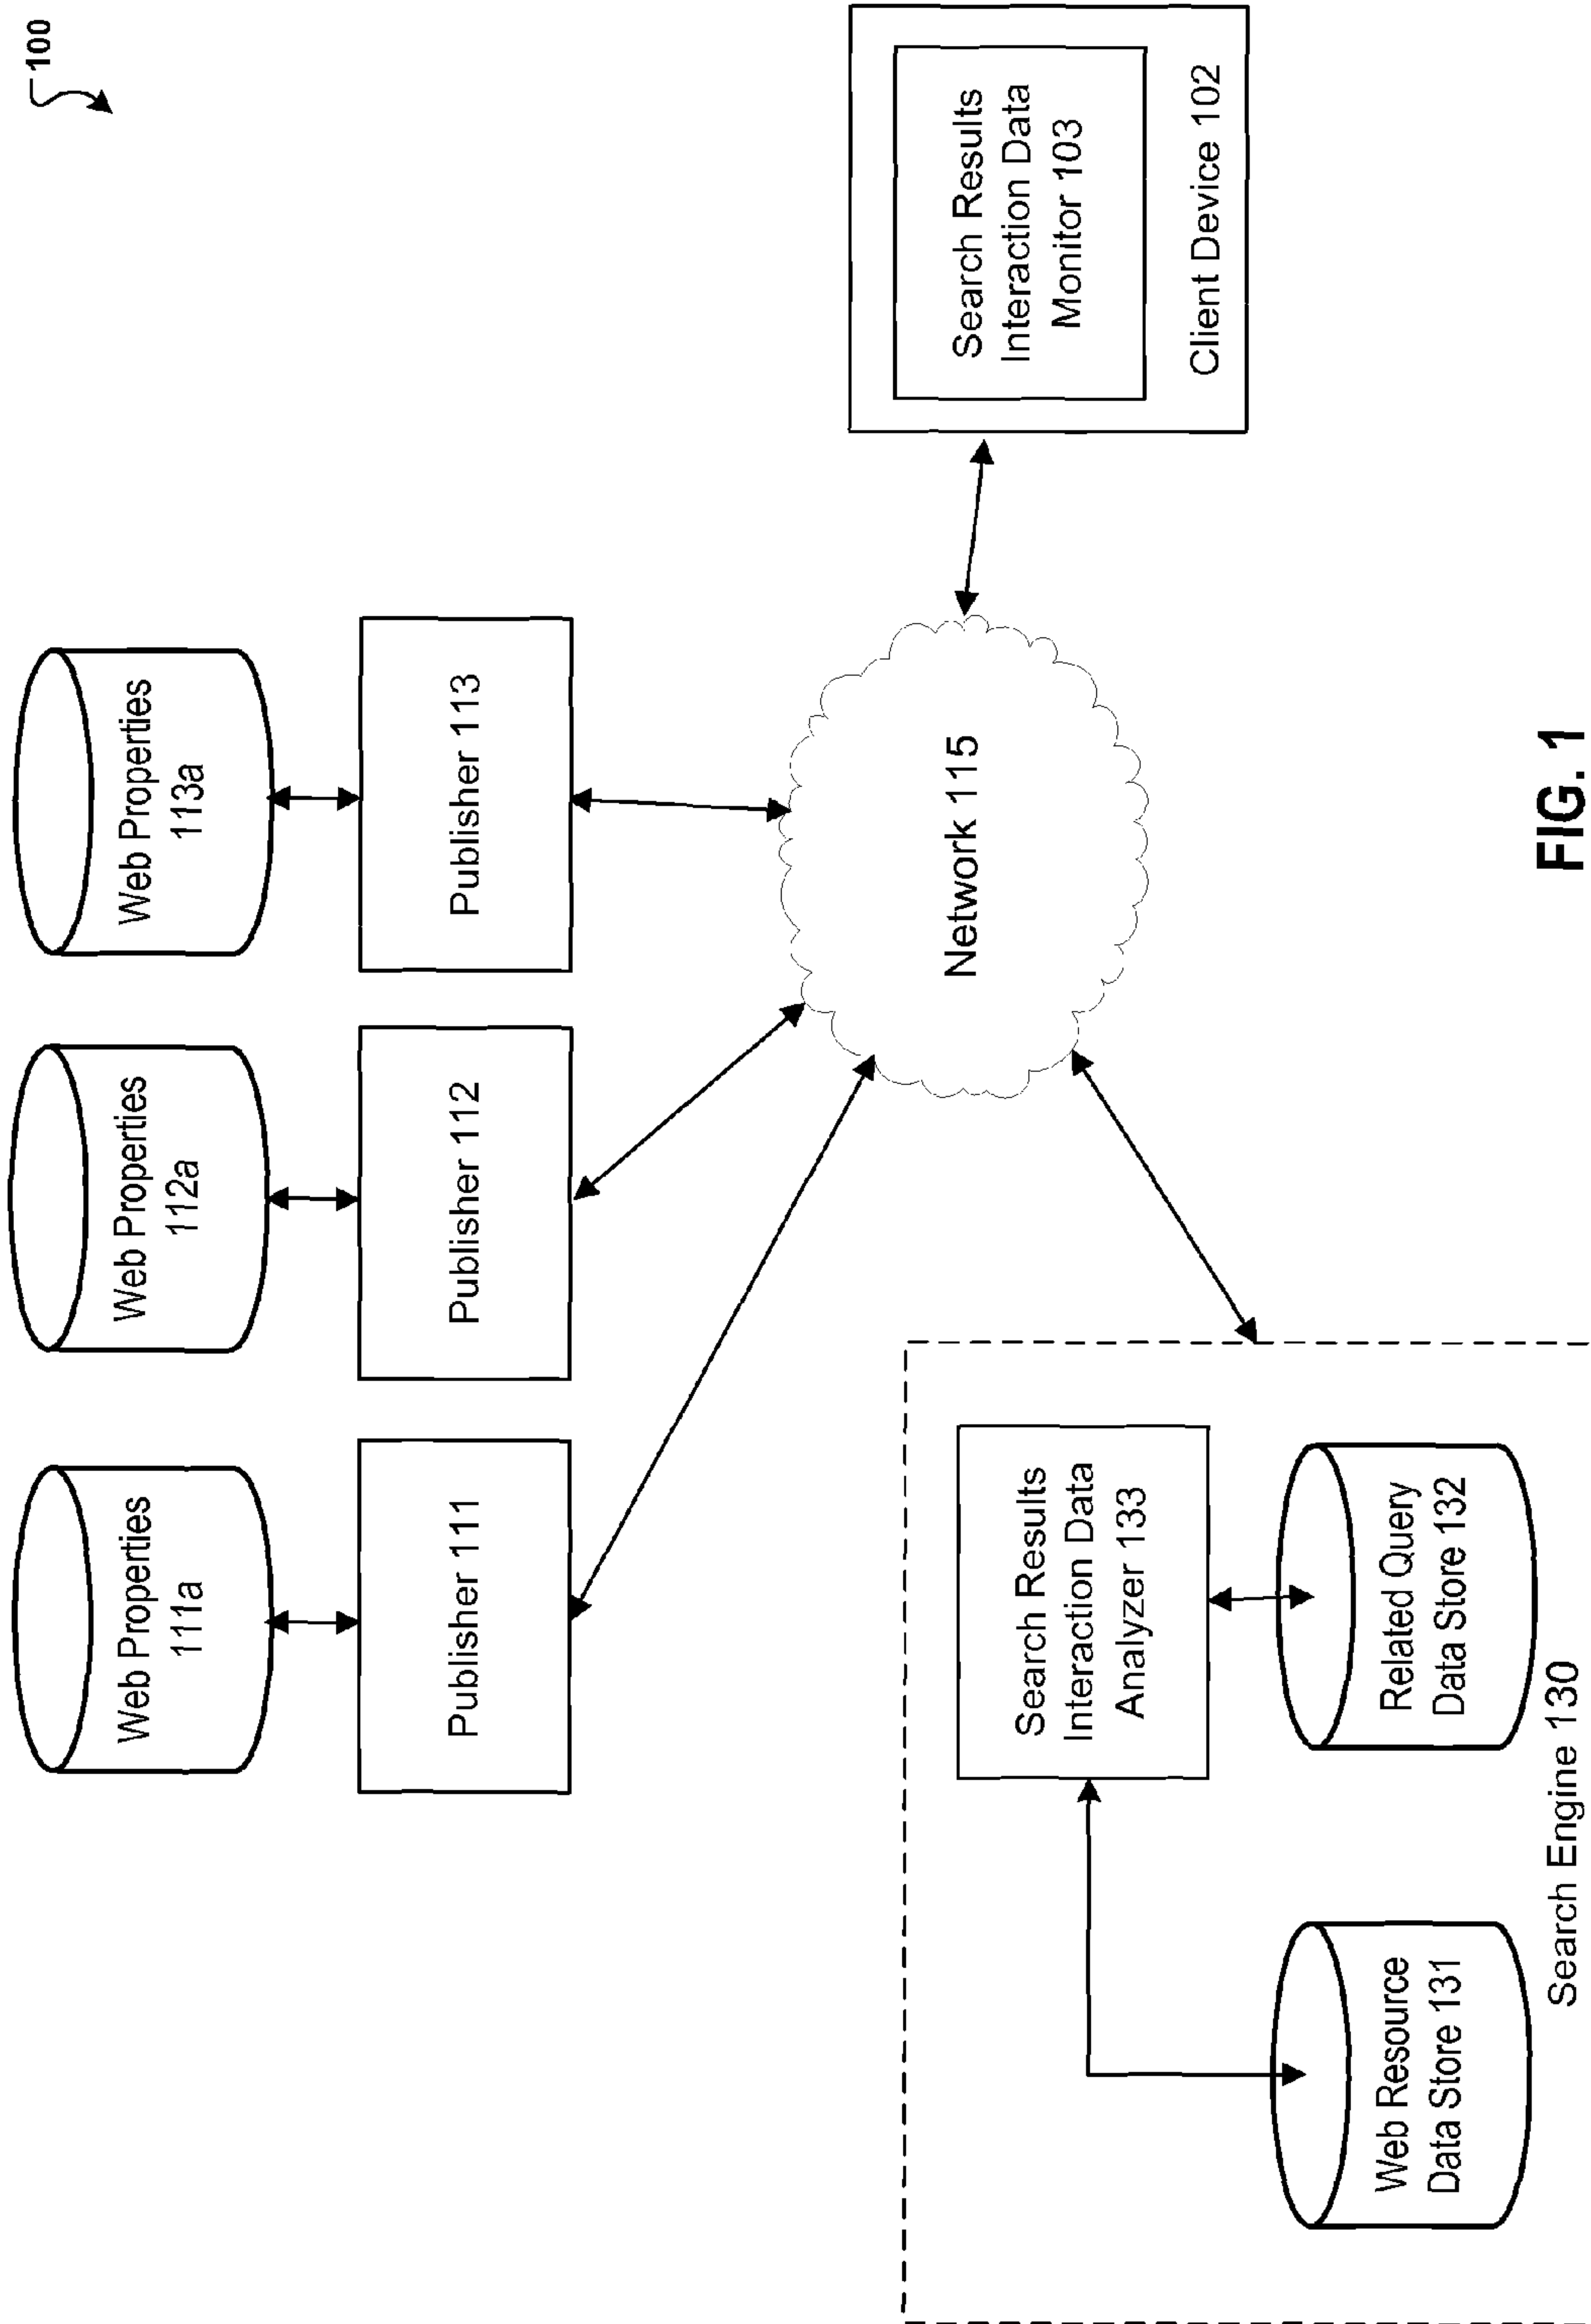 100
Web Properties
111a
Web Properties
112a
Web Properties
113a
Publisher 111
Publisher 112
Publisher 113
Network 115
Search Results
Interaction Data
Monitor 103
Client Device 102
Search Results
Interaction Data
Analyzer 133
Web Resource
Data Store 131
Related Query
Data Store 132
Search Engine 130
FIG. 1